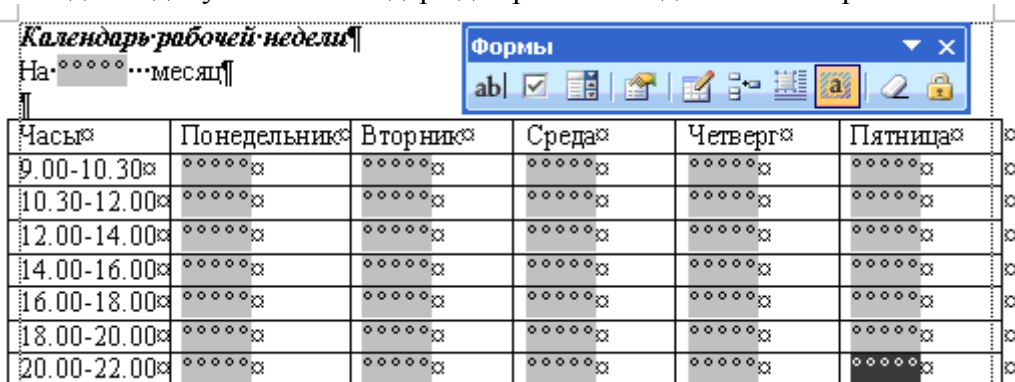 Календарь·рабочей·недели¶
На·°°°°°···месяц¶
¶
Формы
ab|
a
Часы¤ Понедельник¤ Вторник¤ Среда¤ Четверг¤ Пятница¤ ¤
9.00-10.30¤ °°°°°¤ °°°°°¤ °°°°°¤ °°°°°¤ °°°°°¤ ¤
10.30-12.00¤ °°°°°¤ °°°°°¤ °°°°°¤ °°°°°¤ °°°°°¤ ¤
12.00-14.00¤ °°°°°¤ °°°°°¤ °°°°°¤ °°°°°¤ °°°°°¤ ¤
14.00-16.00¤ °°°°°¤ °°°°°¤ °°°°°¤ °°°°°¤ °°°°°¤ ¤
16.00-18.00¤ °°°°°¤ °°°°°¤ °°°°°¤ °°°°°¤ °°°°°¤ ¤
18.00-20.00¤ °°°°°¤ °°°°°¤ °°°°°¤ °°°°°¤ °°°°°¤ ¤
20.00-22.00¤ °°°°°¤ °°°°°¤ °°°°°¤ °°°°°¤ °°°°°¤ ¤